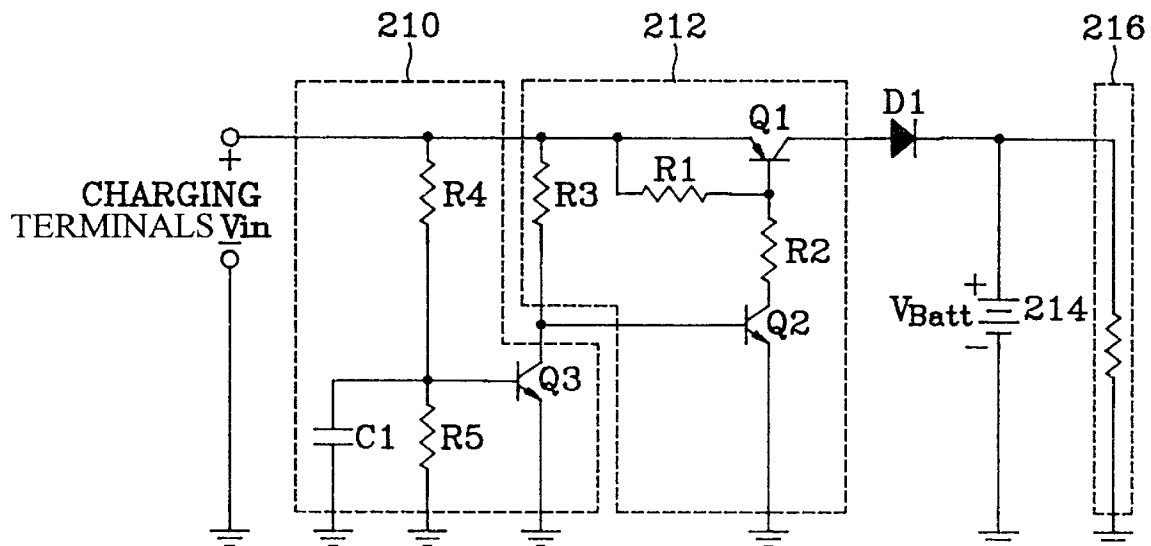 210
212
216
D1
Q1
+
R4
R3
R1
CHARGING
TERMINALS Vin
−
R2
+
VBatt
214
−
Q2
Q3
C1
R5